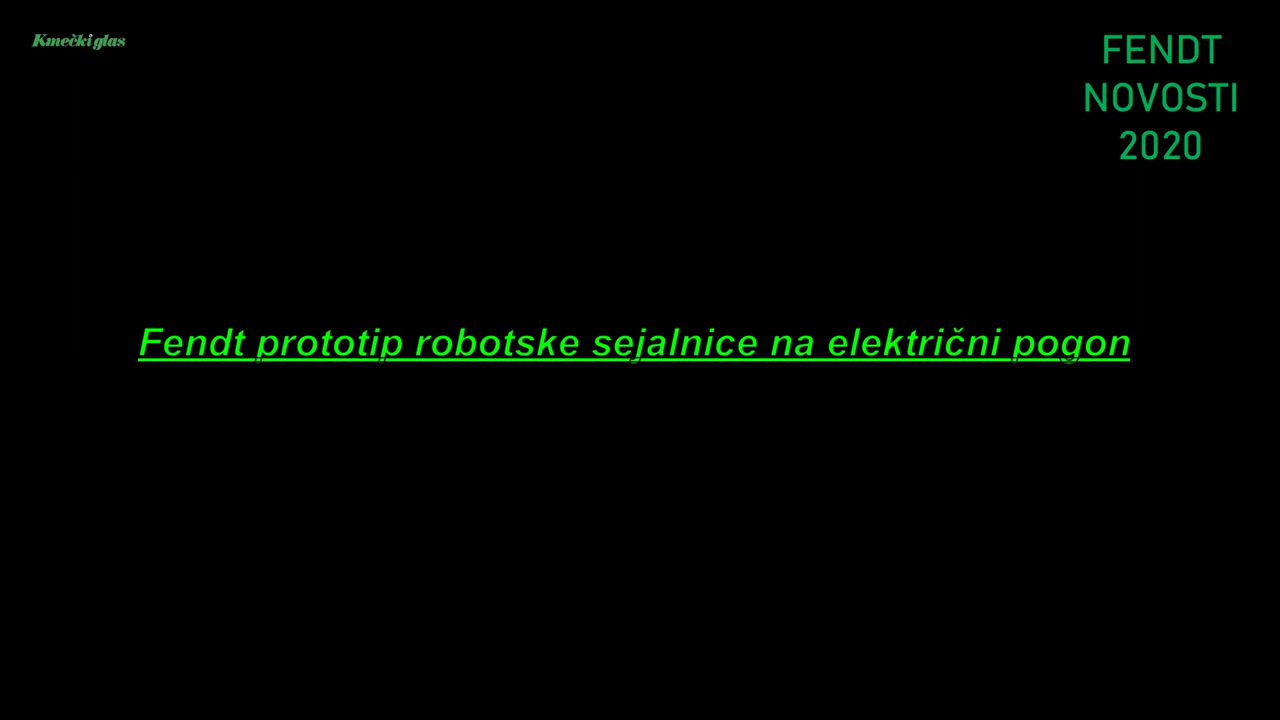 Kmečki glas
FENDT
NOVOSTI
2020
Fendt prototip robotske sejalnice na električni pogon